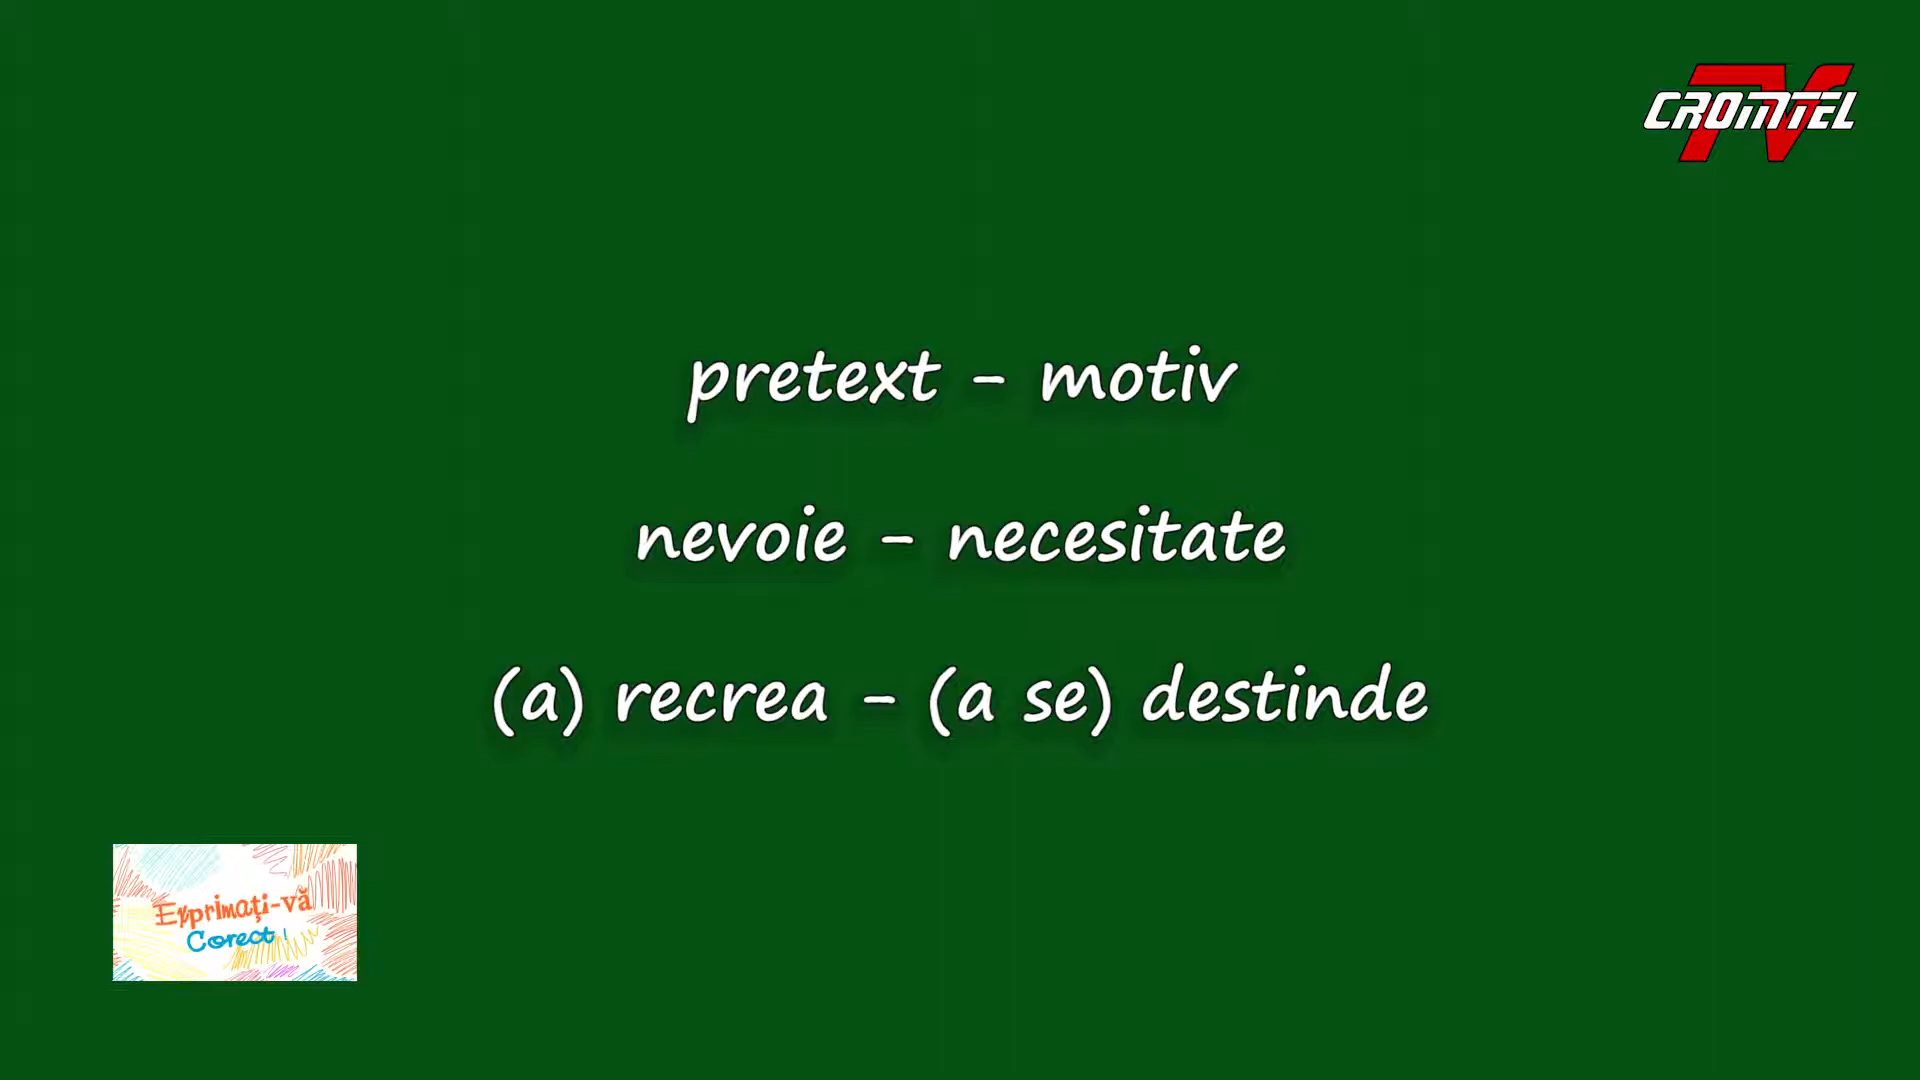 CROMTEL TV
pretext - motiv
nevoie - necesitate
(a) recrea - (a se) destinde
Exprimați-vă
Corect!